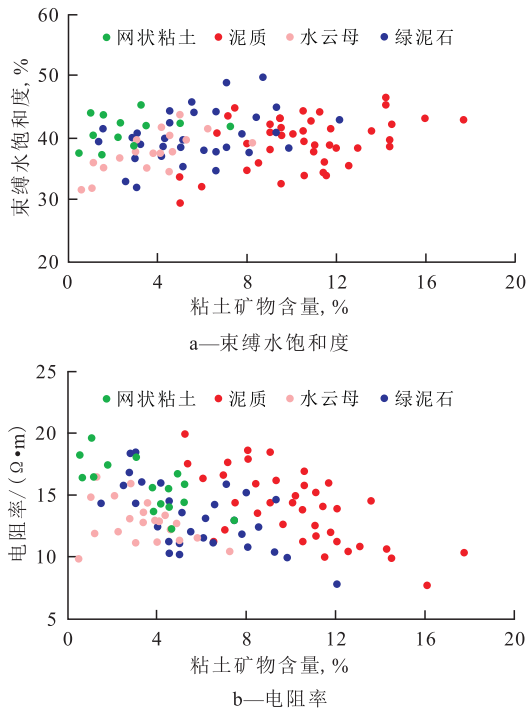 60
网状粘土 泥质 水云母 绿泥石
50
40
30
20
束缚水饱和度, %
0 4 8 12 16 20
粘土矿物含量, %
a—束缚水饱和度
25
网状粘土 泥质 水云母 绿泥石
20
15
10
5
电阻率/(Ω•m)
0 4 8 12 16 20
粘土矿物含量, %
b—电阻率